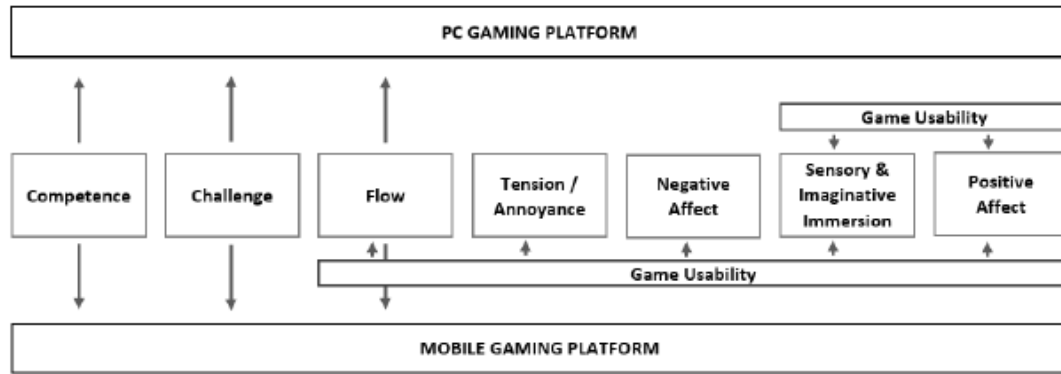 PC GAMING PLATFORM
Game Usability
Competence
Challenge
Flow
Tension /
Annoyance
Negative
Affect
Sensory &
Imaginative
Immersion
Positive
Affect
Game Usability
MOBILE GAMING PLATFORM